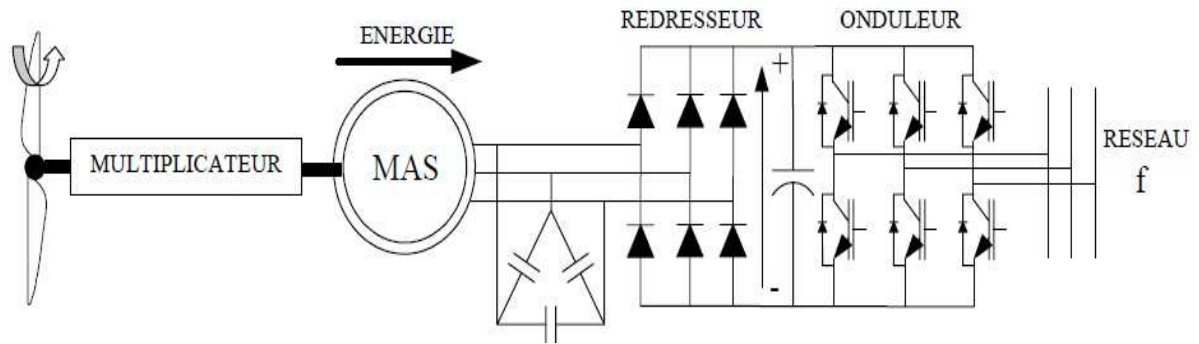 REDRESSEUR
ONDULEUR
ENERGIE
MULTIPLICATEUR
MAS
+
-
RESEAU
f